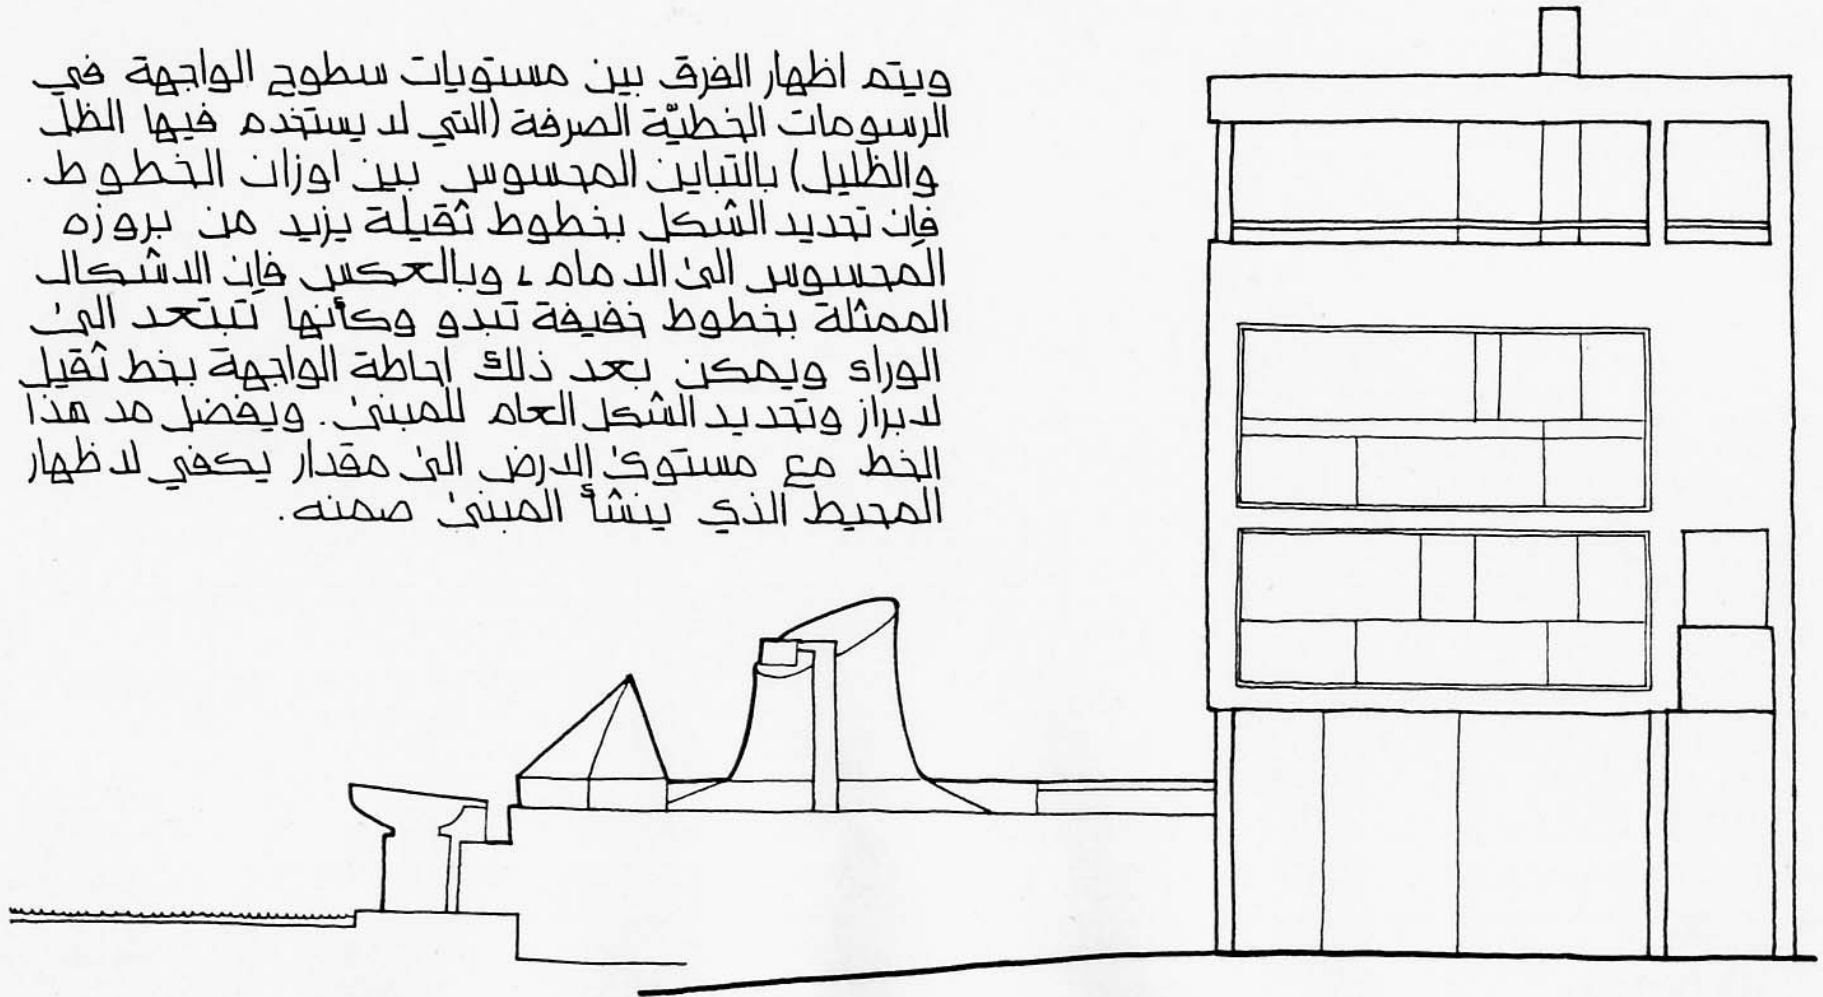 ويتم اظهار الفرق بين مستويات سطوح الواجهة في
الرسومات الخطيّة الصرفة (التي لا يستخدم فيها الظل
والظليل) بالتباين المحسوس بين اوزان الخطوط .
فإن تحديد الشكل بخطوط ثقيلة يزيد من بروزه
المحسوس الى الامام ، وبالعكس فإن الاشكال
الممثلة بخطوط خفيفة تبدو وكأنها تبتعد الى
الوراء ويمكن بعد ذلك احاطة الواجهة بخط ثقيل
لابراز وتحديد الشكل العام للمبنى . ويفضل مد هذا
الخط مع مستوى الارض الى مقدار يكفي لاظهار
المحيط الذي ينشأ المبنى صمنه .